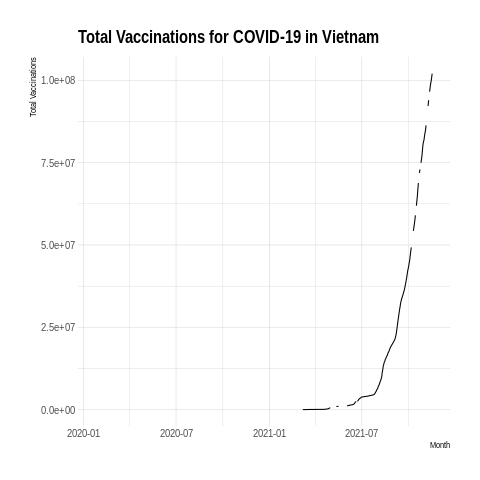 Total Vaccinations for COVID-19 in Vietnam
Total Vaccinations
1.0e+08
7.5e+07
5.0e+07
2.5e+07
0.0e+00
2020-01 2020-07 2021-01 2021-07
Month